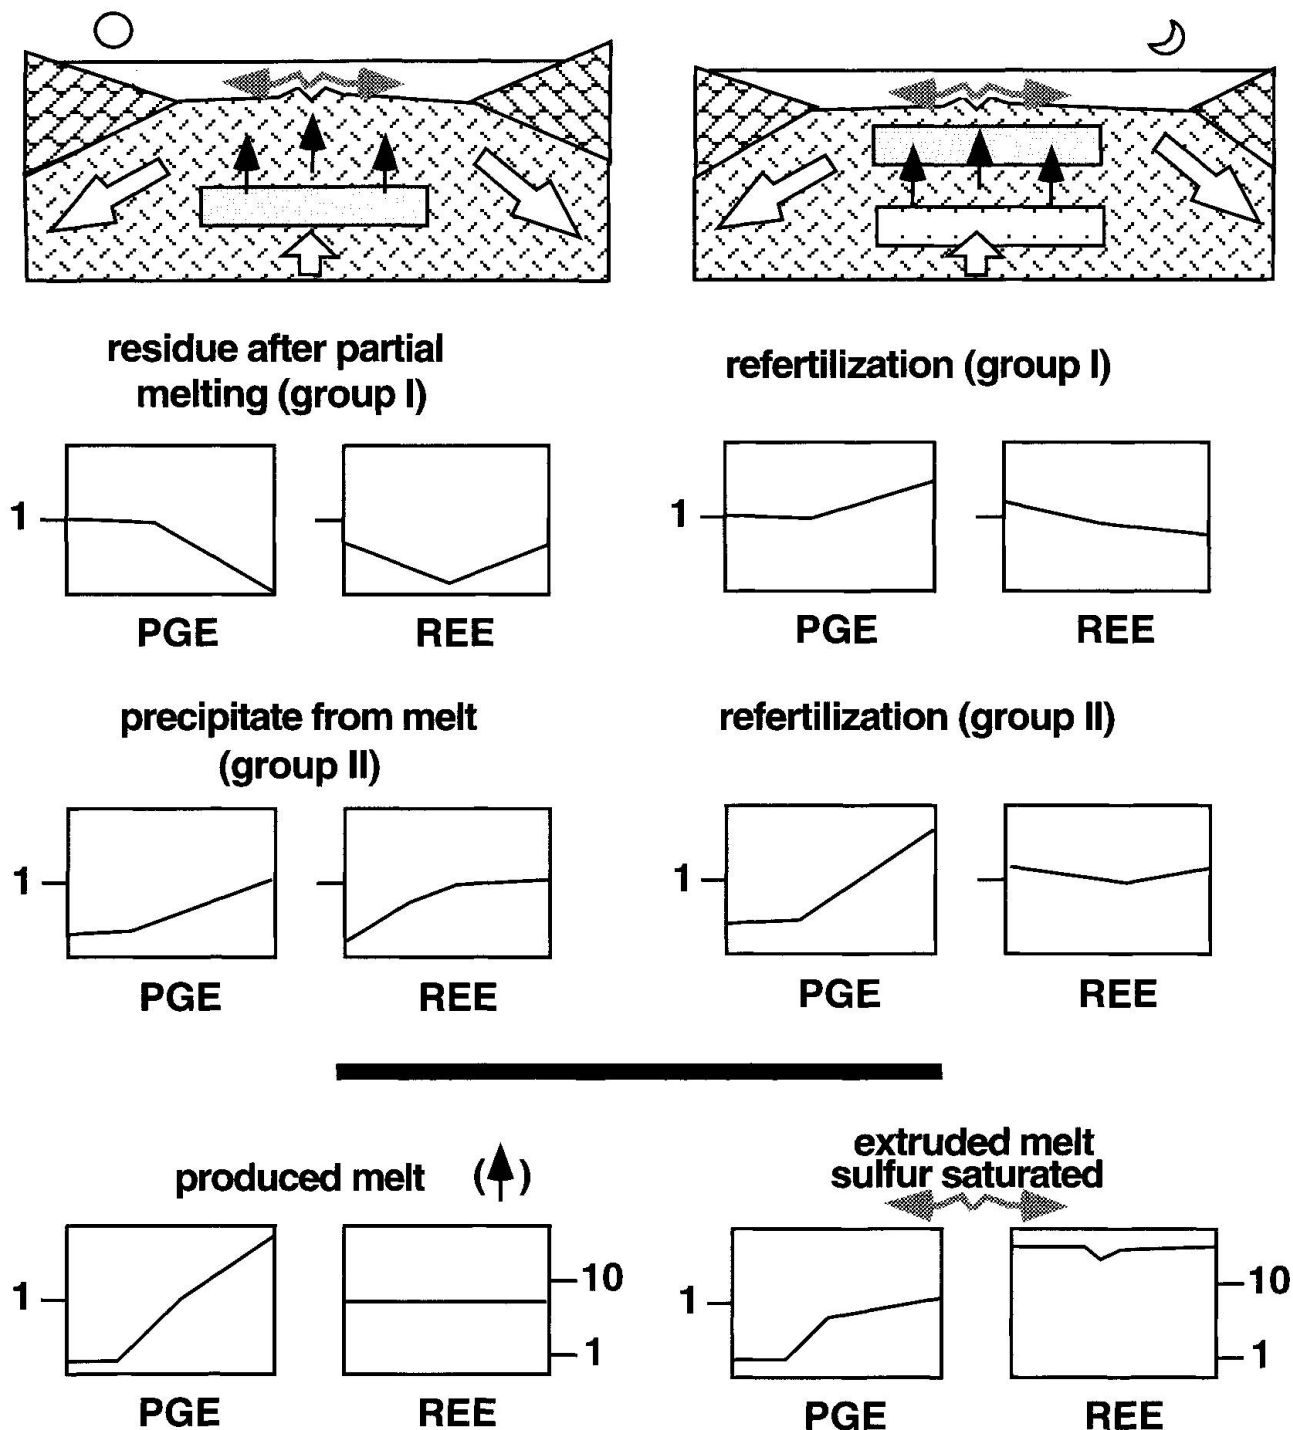 residue after partial
melting (group I)
refertilization (group I)
1
PGE
REE
1
PGE
REE
precipitate from melt
(group II)
refertilization (group II)
1
PGE
REE
1
PGE
REE
produced melt ( )
extruded melt
sulfur saturated
1
PGE
10
1
REE
1
PGE
10
1
REE